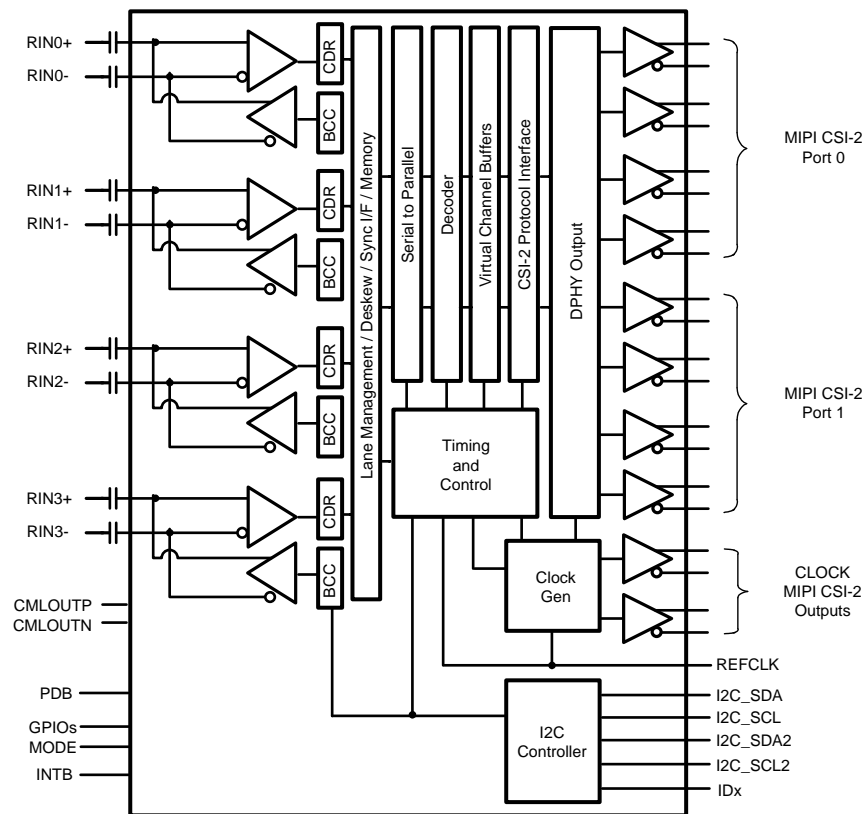 RIN0+
RIN0-
CDR
BCC
RIN1+
RIN1-
CDR
BCC
RIN2+
RIN2-
CDR
BCC
RIN3+
RIN3-
CDR
BCC
Lane Management / Deskew / Sync I/F / Memory
Serial to Parallel
Decoder
Virtual Channel Buffers
CSI-2 Protocol Interface
DPHY Output
Timing
and
Control
Clock
Gen
I2C
Controller
MIPI CSI-2
Port 0
MIPI CSI-2
Port 1
CLOCK
MIPI CSI-2
Outputs
CMLOUTP
CMLOUTN
PDB
GPIOs
MODE
INTB
REFCLK
I2C_SDA
I2C_SCL
I2C_SDA2
I2C_SCL2
IDx